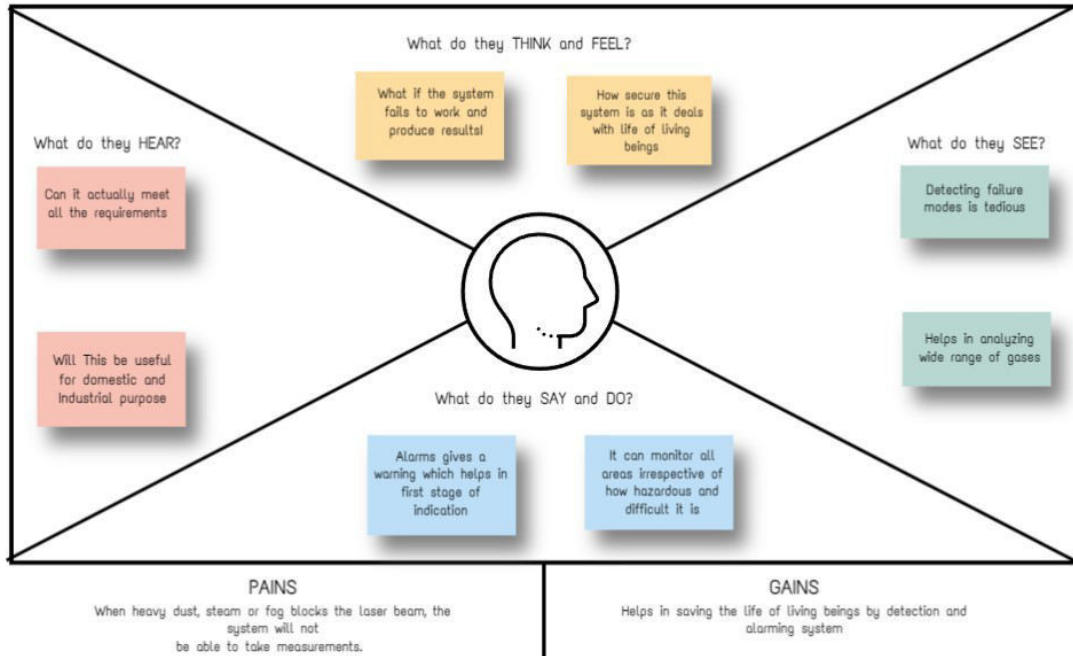 What do they THINK and FEEL?
What if the system
fails to work and
produce results!
How secure this
system is as it deals
with life of living
beings
What do they HEAR?
Can it actually meet
all the requirements
Will This be useful
for domestic and
Industrial purpose
What do they SEE?
Detecting failure
modes is tedious
Helps in analyzing
wide range of gases
What do they SAY and DO?
Alarms gives a
warning which helps in
first stage of
indication
It can monitor all
areas irrespective of
how hazardous and
difficult it is
PAINS
When heavy dust, steam or fog blocks the laser beam, the
system will not
be able to take measurements.
GAINS
Helps in saving the life of living beings by detection and
alarming system